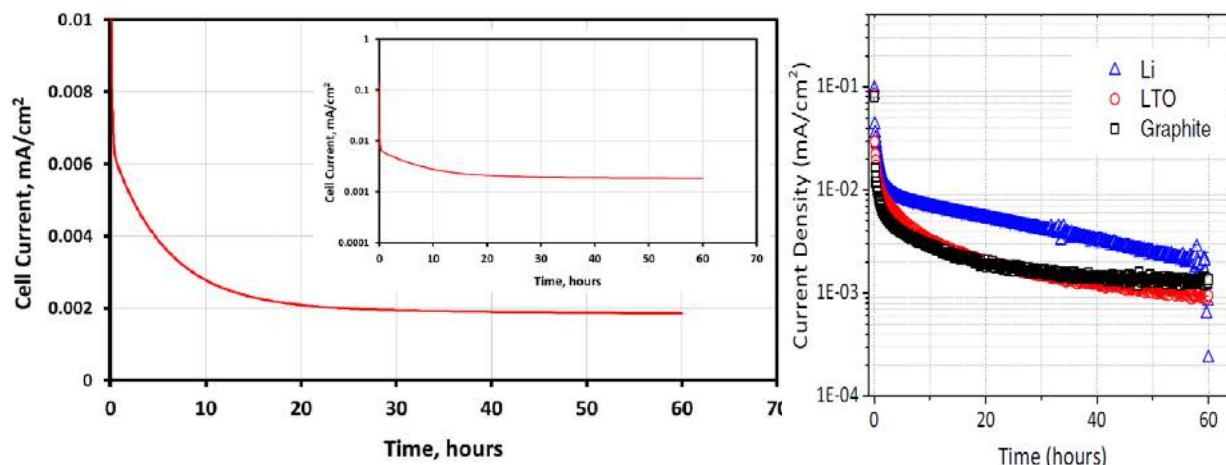 0.01
0.008
0.006
0.004
0.002
0
0 10 20 30 40 50 60 70
Cell Current, mA/cm²
Time, hours
1
0.1
0.01
0.001
0.0001
0 10 20 30 40 50 60 70
Cell Current, mA/cm²
Time, hours
1E-01
1E-02
1E-03
1E-04
0 20 40 60
Current Density (mA/cm²)
Time (hours)
Li
LTO
Graphite